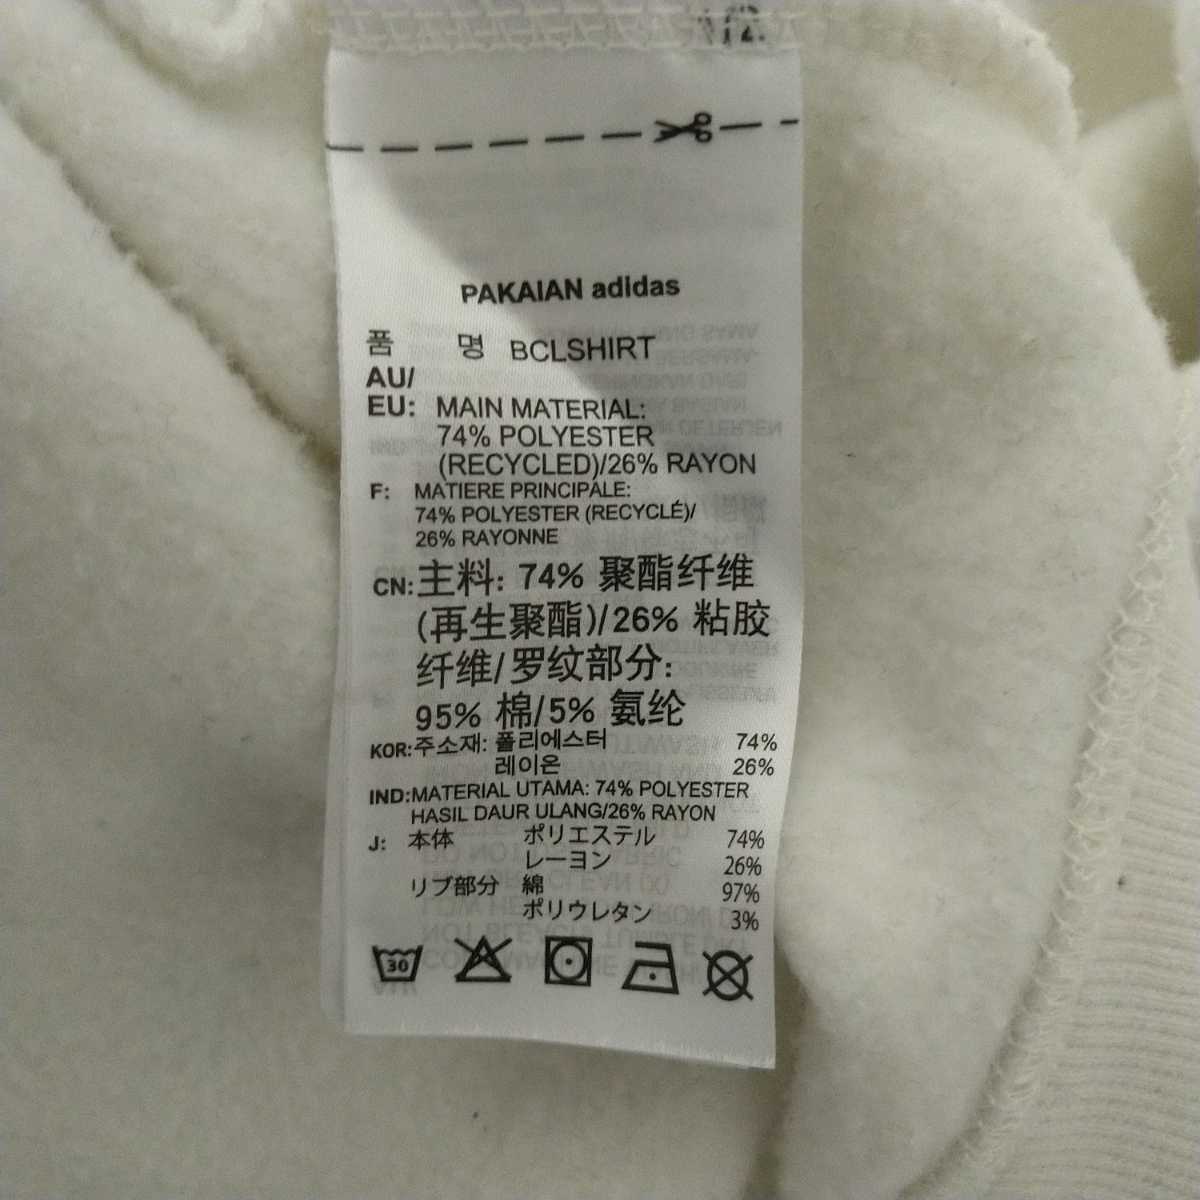 PAKAIAN adidas
품 명 BCLSHIRT
AU/
EU: MAIN MATERIAL:
74% POLYESTER
(RECYCLED)/26% RAYON
F: MATIERE PRINCIPALE:
74% POLYESTER (RECYCLÉ)/
26% RAYONNE
CN:主料: 74% 聚酯纤维
(再生聚酯)/26% 粘胶
纤维/罗纹部分:
95% 棉/5% 氨纶
KOR:주소재: 폴리에스터 74%
레이온 26%
IND:MATERIAL UTAMA: 74% POLYESTER
HASIL DAUR ULANG/26% RAYON
J: 本体 ポリエステル 74%
レーヨン 26%
リブ部分 綿 97%
ポリウレタン 3%
30